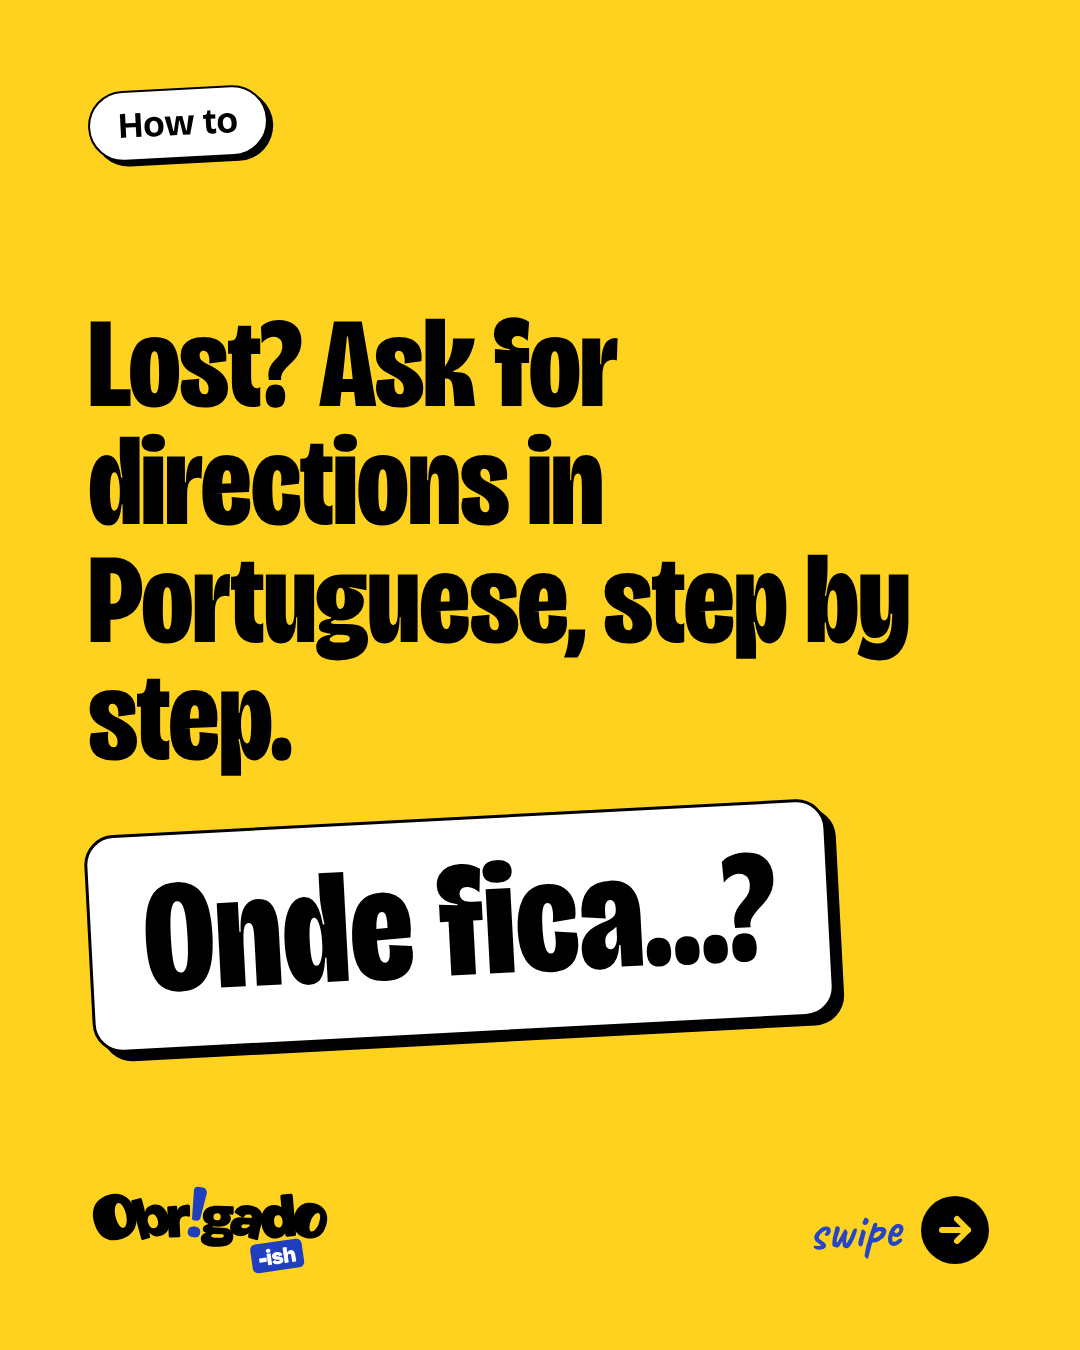 How to
Lost? Ask for
directions in
Portuguese, step by
step.
Onde fica...?
Obr!gado
-ish
swipe